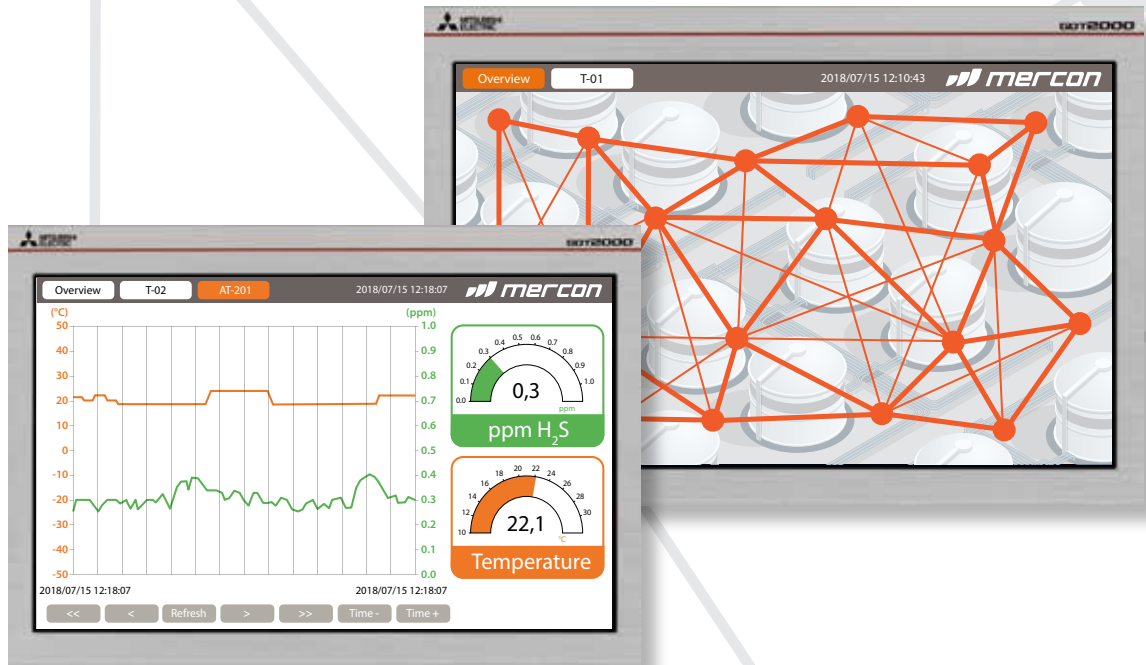 MITSUBISHI
ELECTRIC
GOT2000
Overview
T-01
2018/07/15 12:10:43
mercon
MITSUBISHI
ELECTRIC
GOT2000
Overview
T-02
AT-201
2018/07/15 12:18:07
mercon
(°C)
(ppm)
50
40
30
20
10
0
-10
-20
-30
-40
-50
1.0
0.9
0.8
0.7
0.6
0.5
0.4
0.3
0.2
0.1
0.0
2018/07/15 12:18:07
2018/07/15 12:18:07
<<
<
Refresh
>
>>
Time -
Time +
0.0
0.1
0.2
0.3
0.4
0.5
0.6
0.7
0.8
0.9
1.0
0,3
ppm
ppm H₂S
10
12
14
16
18
20
22
24
26
28
30
22,1
°C
Temperature